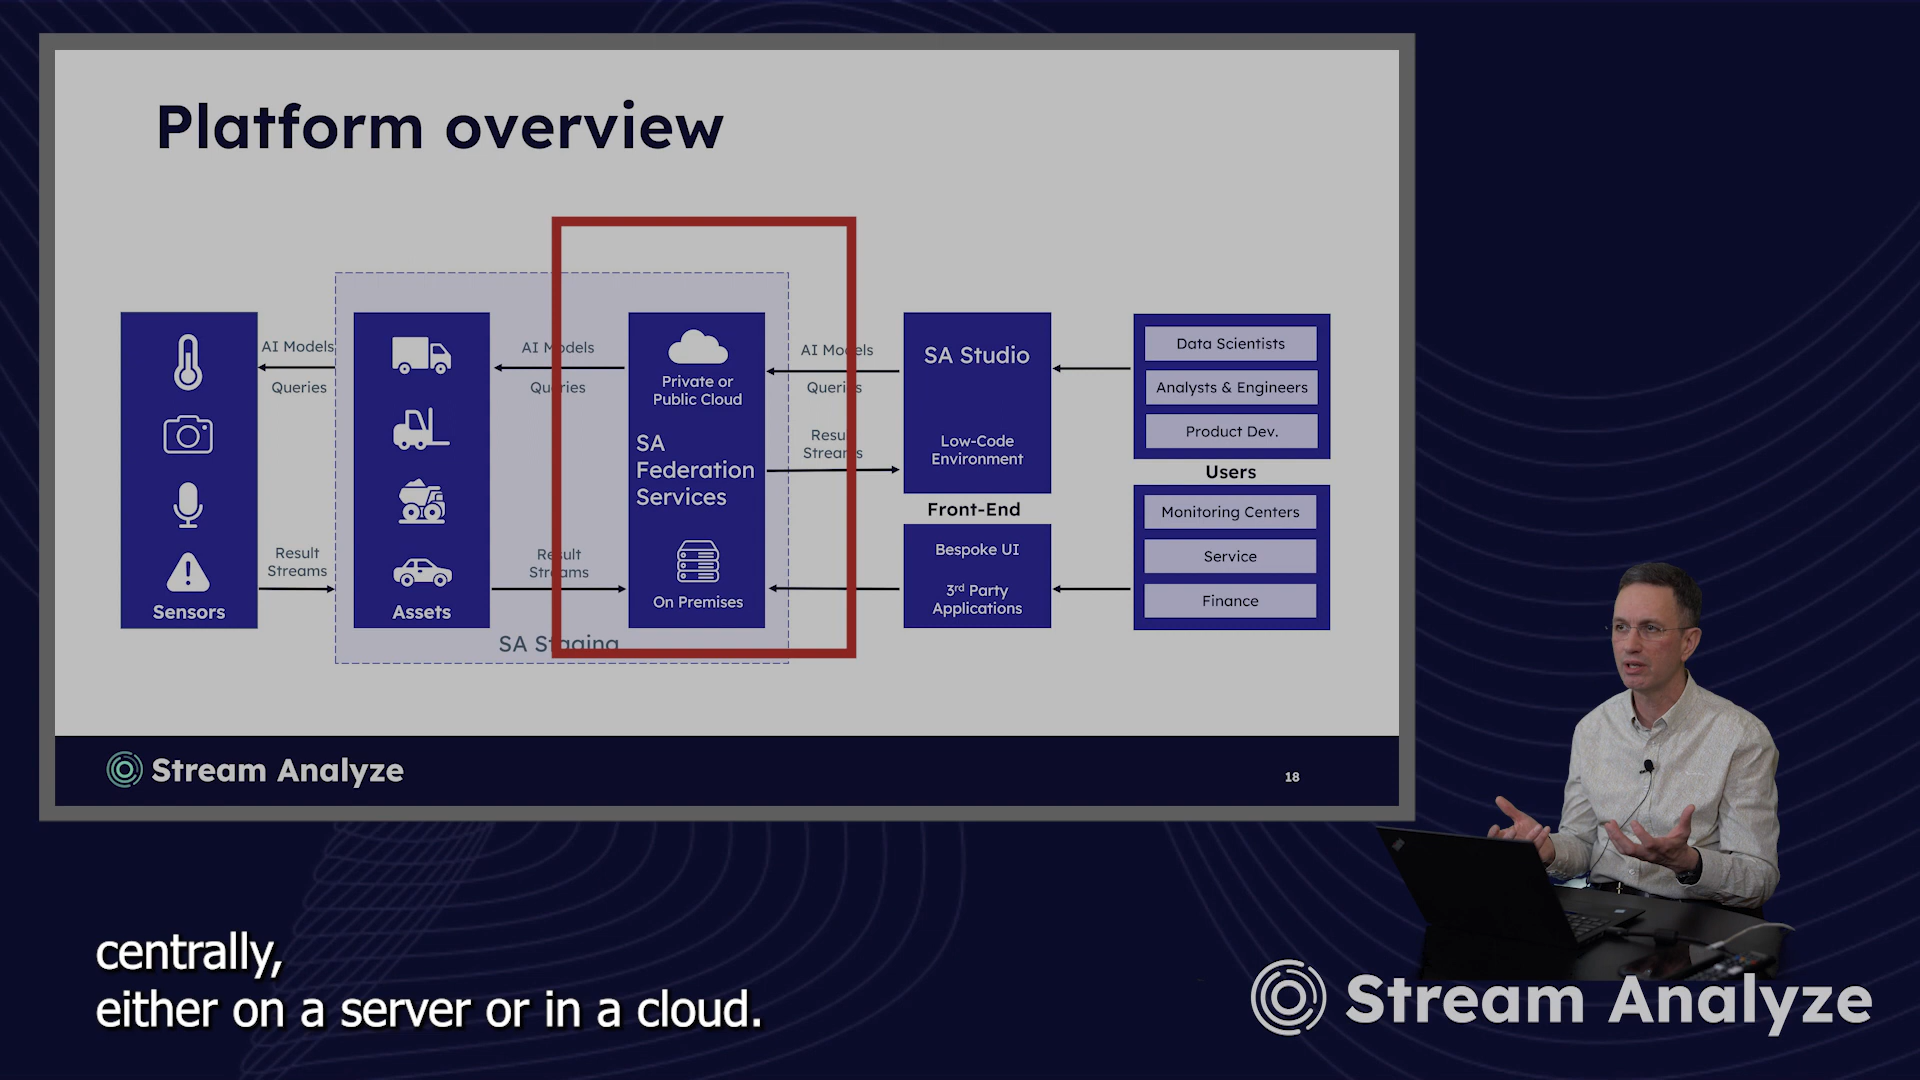 Platform overview
AI Models
Queries
Result
Streams
Sensors
Assets
AI Models
Queries
Result
Streams
SA Staging
Private or
Public Cloud
SA
Federation
Services
On Premises
AI Models
Queries
Result
Streams
SA Studio
Low-Code
Environment
Front-End
Bespoke UI
3rd Party
Applications
Data Scientists
Analysts & Engineers
Product Dev.
Users
Monitoring Centers
Service
Finance
Stream Analyze
18
centrally,
either on a server or in a cloud.
Stream Analyze